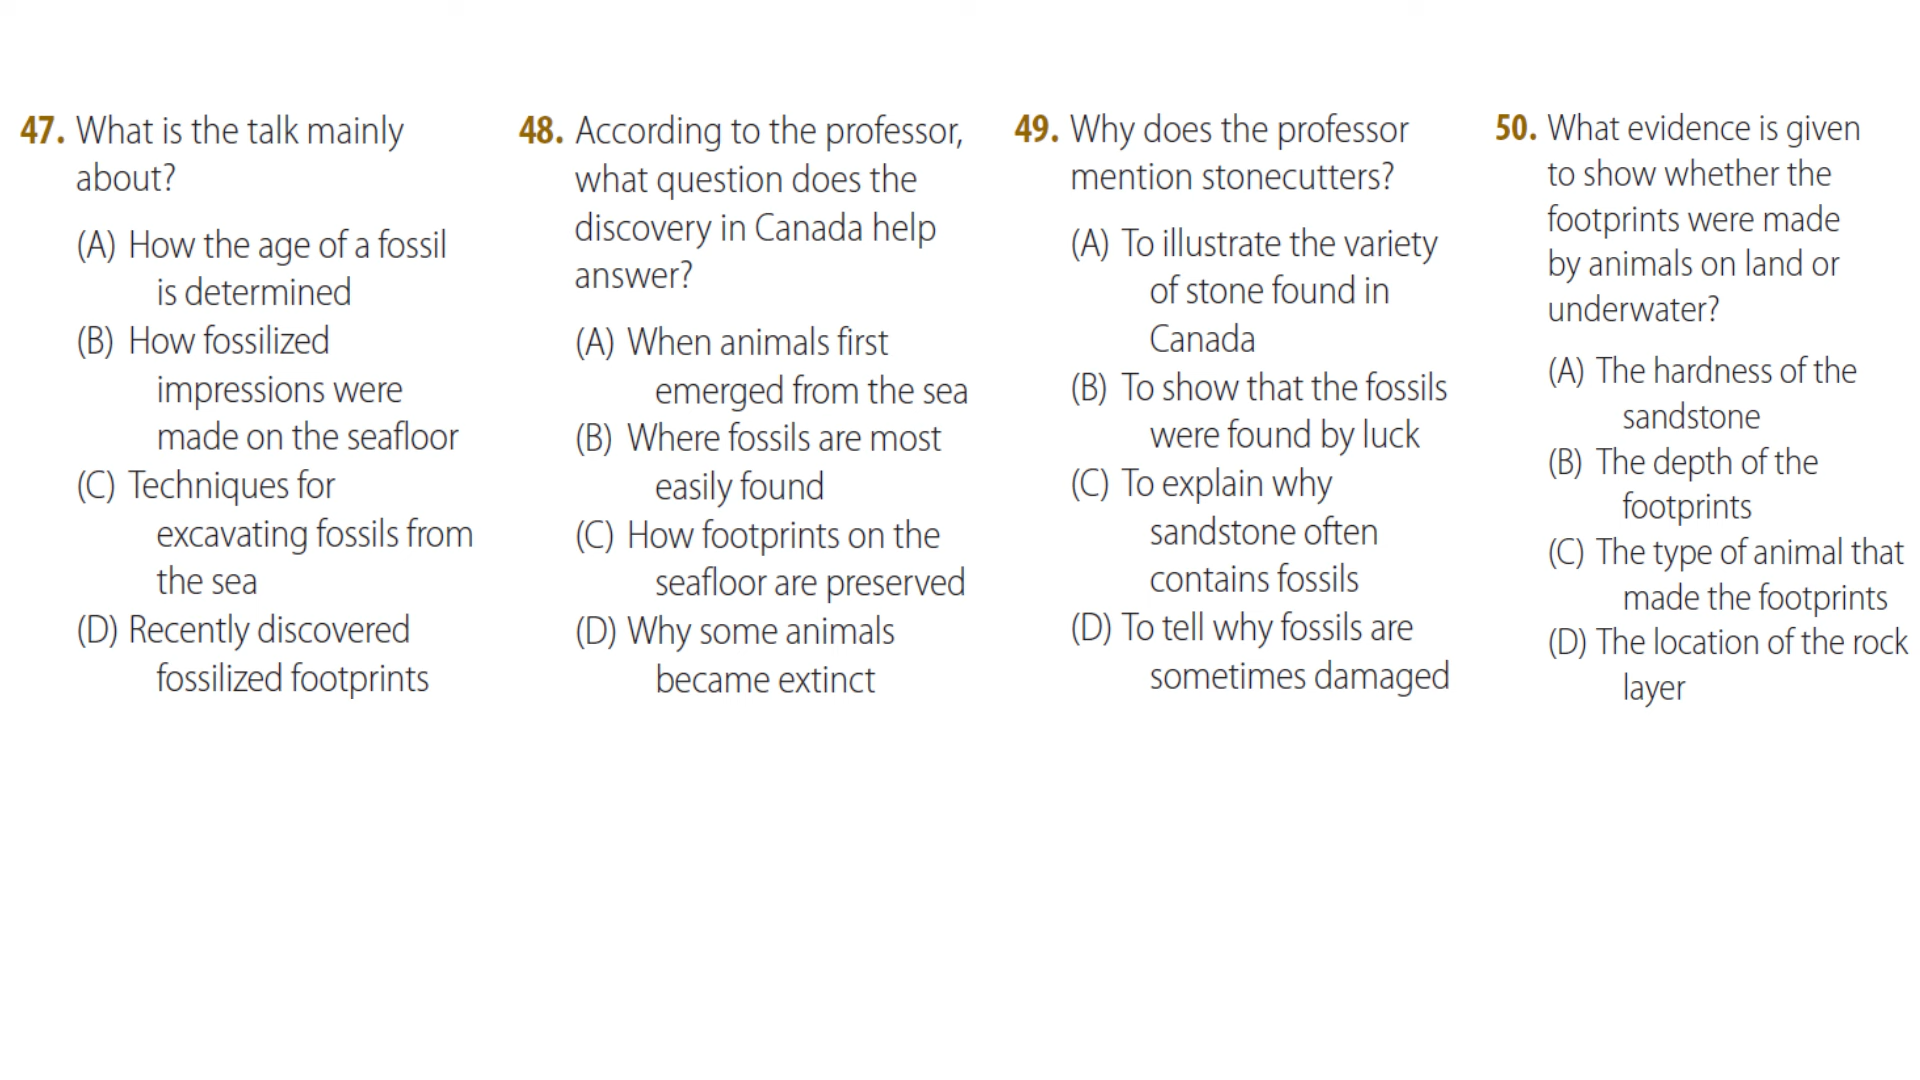 47. What is the talk mainly
about?
(A) How the age of a fossil
is determined
(B) How fossilized
impressions were
made on the seafloor
(C) Techniques for
excavating fossils from
the sea
(D) Recently discovered
fossilized footprints
48. According to the professor,
what question does the
discovery in Canada help
answer?
(A) When animals first
emerged from the sea
(B) Where fossils are most
easily found
(C) How footprints on the
seafloor are preserved
(D) Why some animals
became extinct
49. Why does the professor
mention stonecutters?
(A) To illustrate the variety
of stone found in
Canada
(B) To show that the fossils
were found by luck
(C) To explain why
sandstone often
contains fossils
(D) To tell why fossils are
sometimes damaged
50. What evidence is given
to show whether the
footprints were made
by animals on land or
underwater?
(A) The hardness of the
sandstone
(B) The depth of the
footprints
(C) The type of animal that
made the footprints
(D) The location of the rock
layer